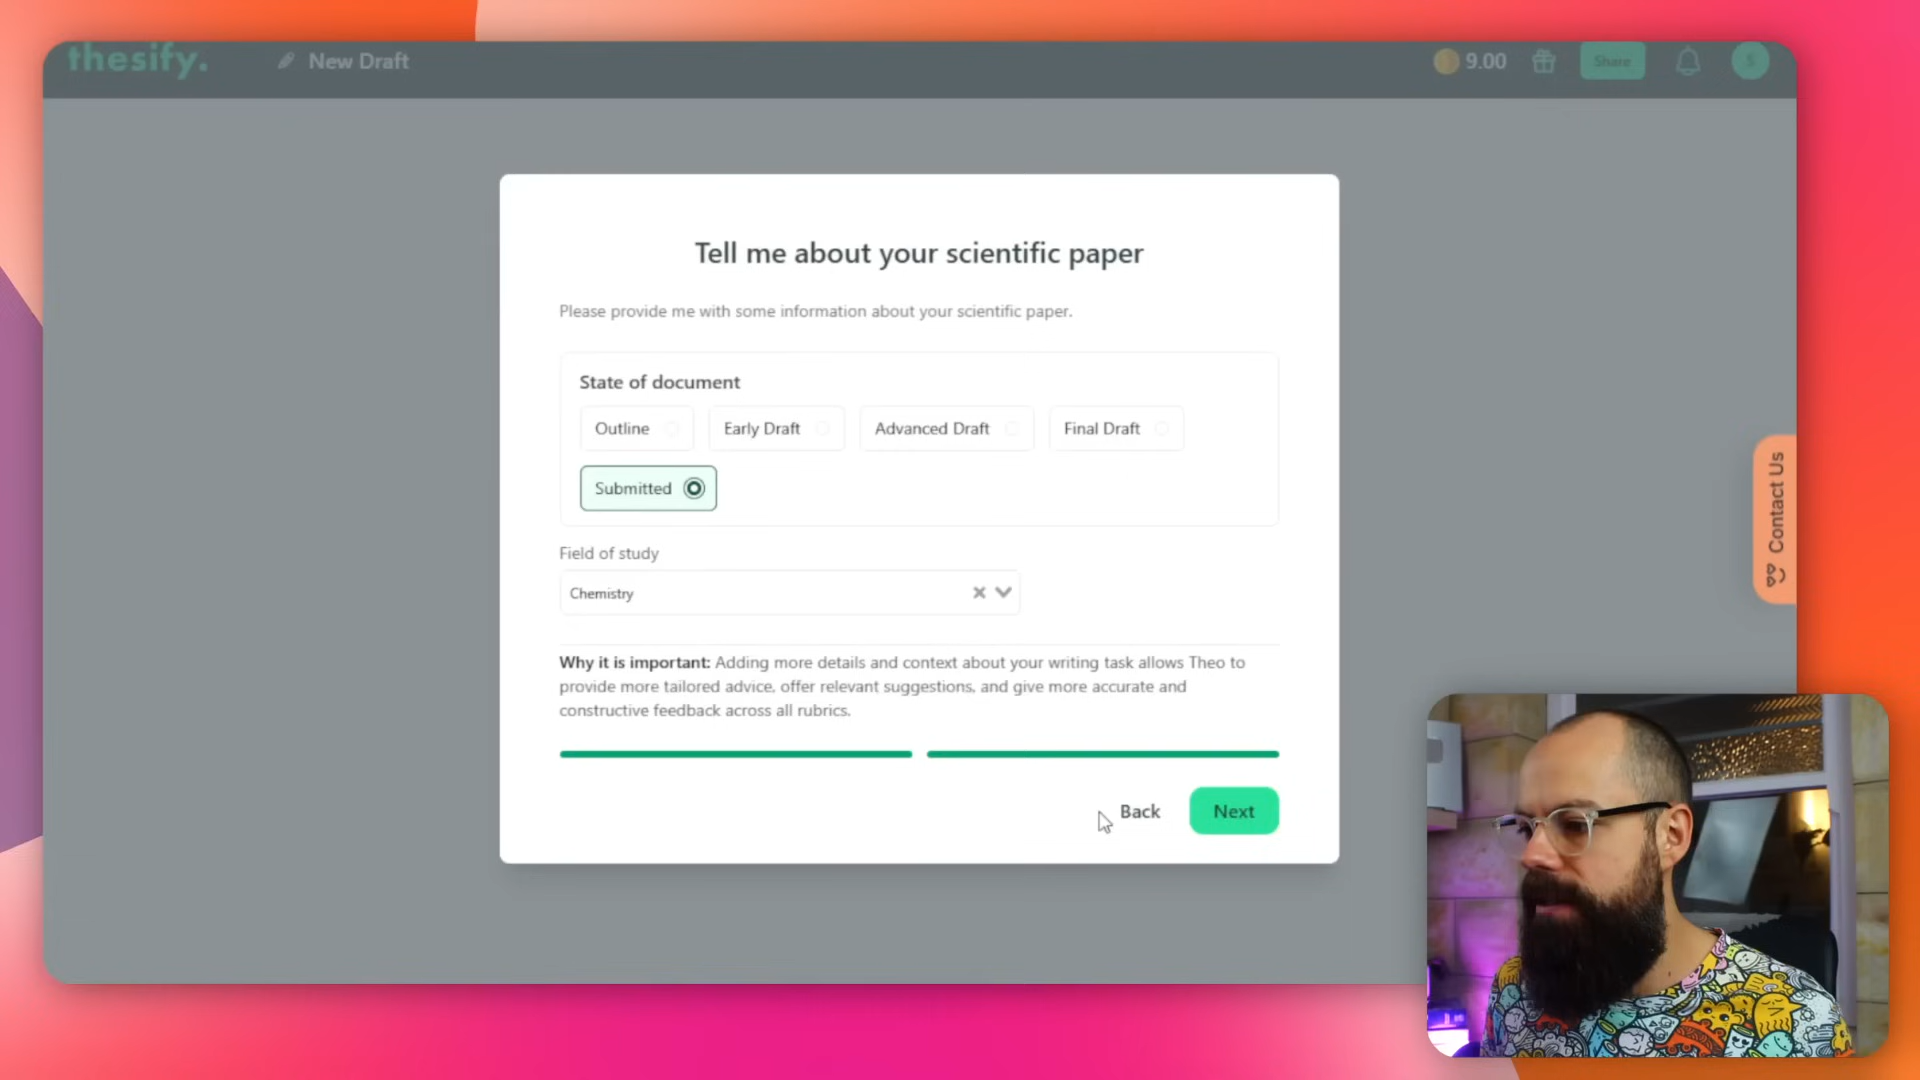 thesify.
New Draft
9.00
Share
S
Tell me about your scientific paper
Please provide me with some information about your scientific paper.
State of document
Outline
Early Draft
Advanced Draft
Final Draft
Submitted
Field of study
Chemistry
Why it is important: Adding more details and context about your writing task allows Theo to
provide more tailored advice, offer relevant suggestions, and give more accurate and
constructive feedback across all rubrics.
Back
Next
Contact Us